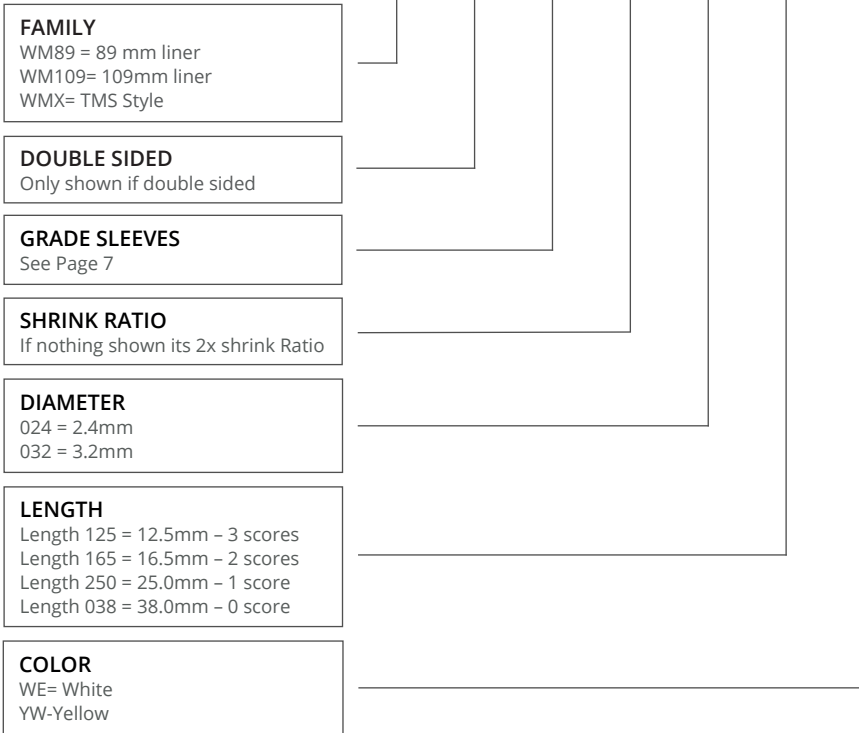 FAMILY
WM89 = 89 mm liner
WM109= 109mm liner
WMX= TMS Style
DOUBLE SIDED
Only shown if double sided
GRADE SLEEVES
See Page 7
SHRINK RATIO
If nothing shown its 2x shrink Ratio
DIAMETER
024 = 2.4mm
032 = 3.2mm
LENGTH
Length 125 = 12.5mm – 3 scores
Length 165 = 16.5mm – 2 scores
Length 250 = 25.0mm – 1 score
Length 038 = 38.0mm – 0 score
COLOR
WE= White
YW-Yellow